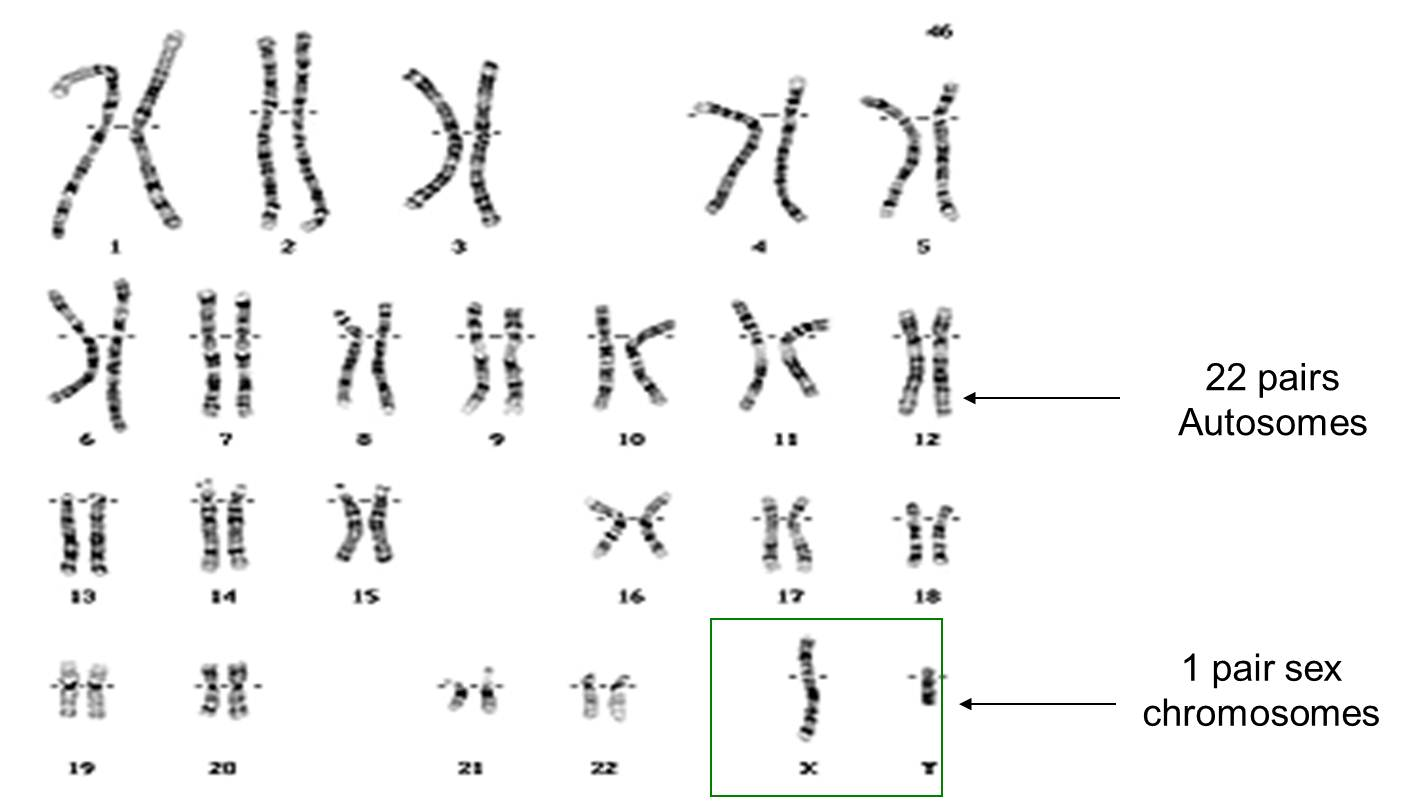 46
1 2 3 4 5
6 7 8 9 10 11 12
22 pairs
Autosomes
13 14 15 16 17 18
1 pair sex
chromosomes
19 20 21 22 X Y